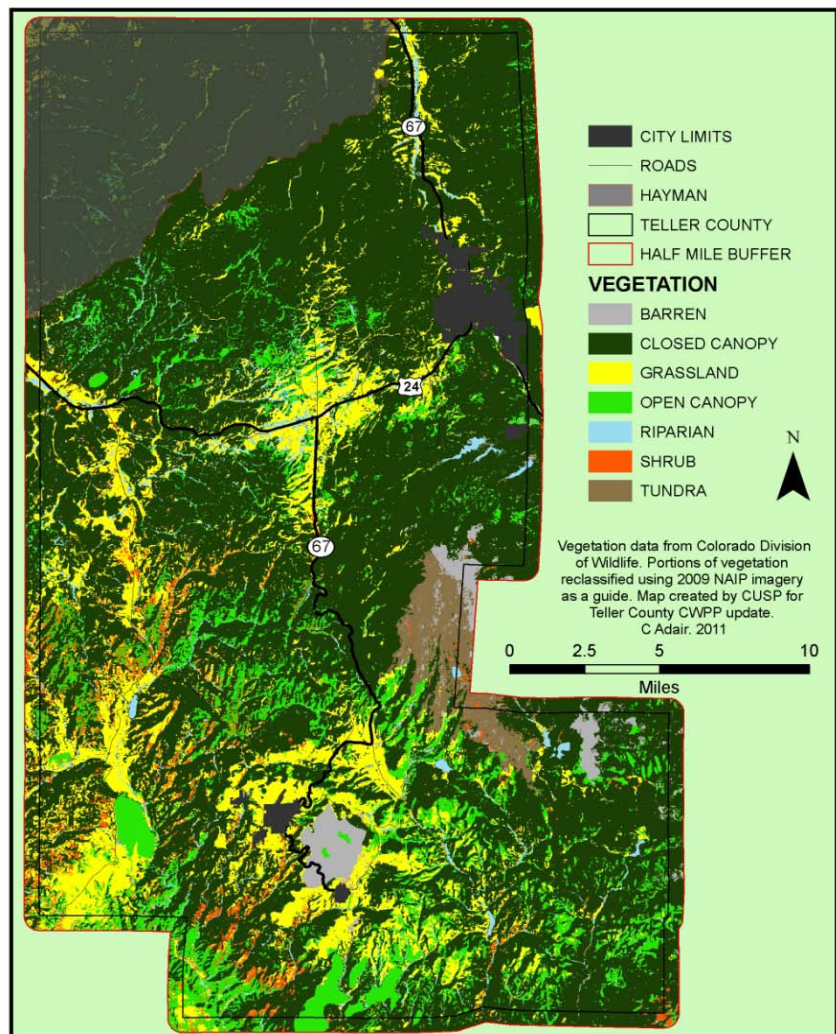 67
CITY LIMITS
ROADS
HAYMAN
TELLER COUNTY
HALF MILE BUFFER
VEGETATION
BARREN
CLOSED CANOPY
GRASSLAND
OPEN CANOPY
RIPARIAN
SHRUB
TUNDRA
N
24
67
Vegetation data from Colorado Division
of Wildlife. Portions of vegetation
reclassified using 2009 NAIP imagery
as a guide. Map created by CUSP for
Teller County CWPP update.
C Adair. 2011
0 2.5 5 10
Miles